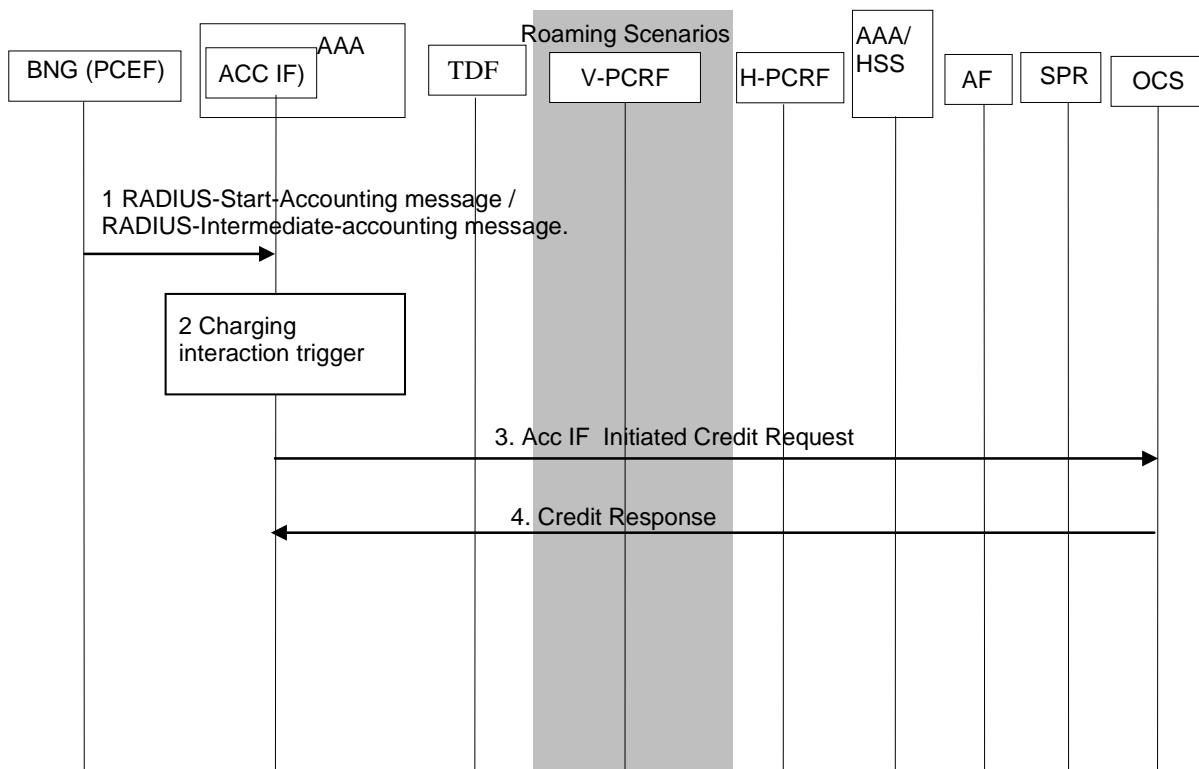 Roaming Scenarios
BNG (PCEF)
AAA
ACC IF)
TDF
V-PCRF
H-PCRF
AAA/
HSS
AF
SPR
OCS
1 RADIUS-Start-Accounting message /
RADIUS-Intermediate-accounting message.
2 Charging
interaction trigger
3. Acc IF  Initiated Credit Request
4. Credit Response